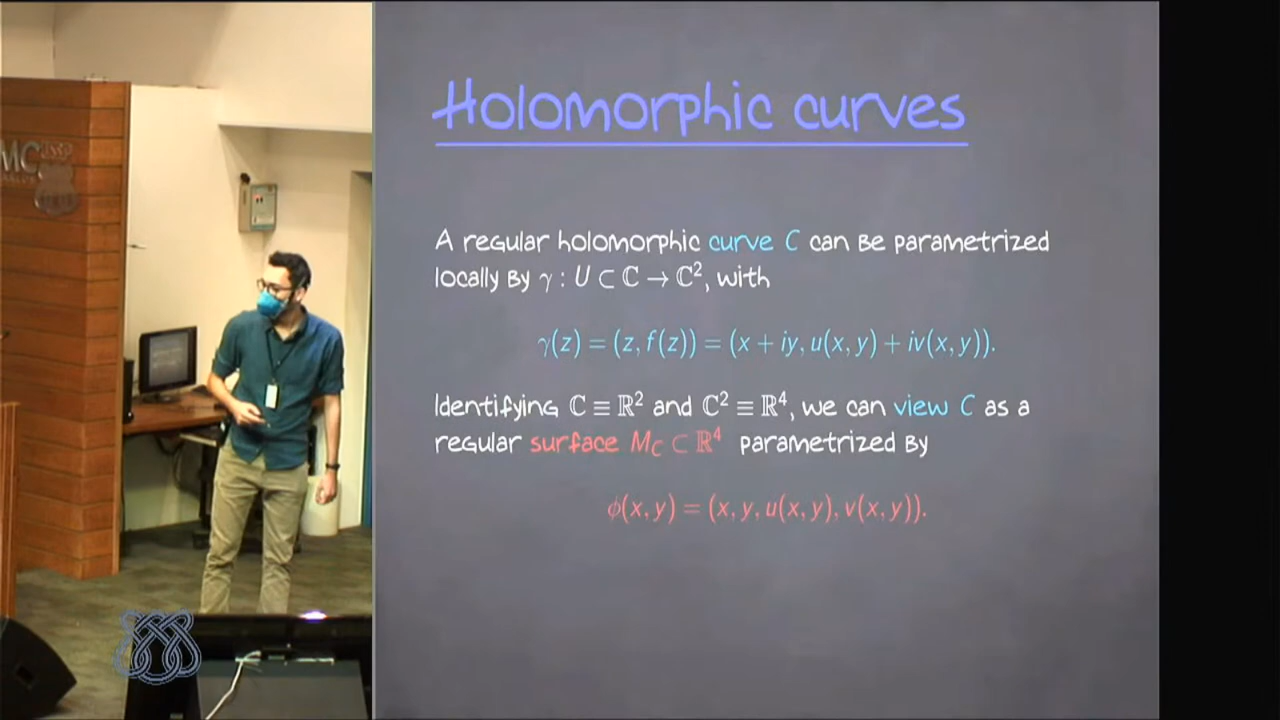 Holomorphic curves
A regular holomorphic curve C can be parametrized
locally by γ : U ⊂ ℂ → ℂ², with
γ(z) = (z, f(z)) = (x + iy, u(x, y) + iv(x, y)).
Identifying ℂ ≡ ℝ² and ℂ² ≡ ℝ⁴, we can view C as a
regular surface M_C ⊂ ℝ⁴ parametrized by
ϕ(x, y) = (x, y, u(x, y), v(x, y)).
MC